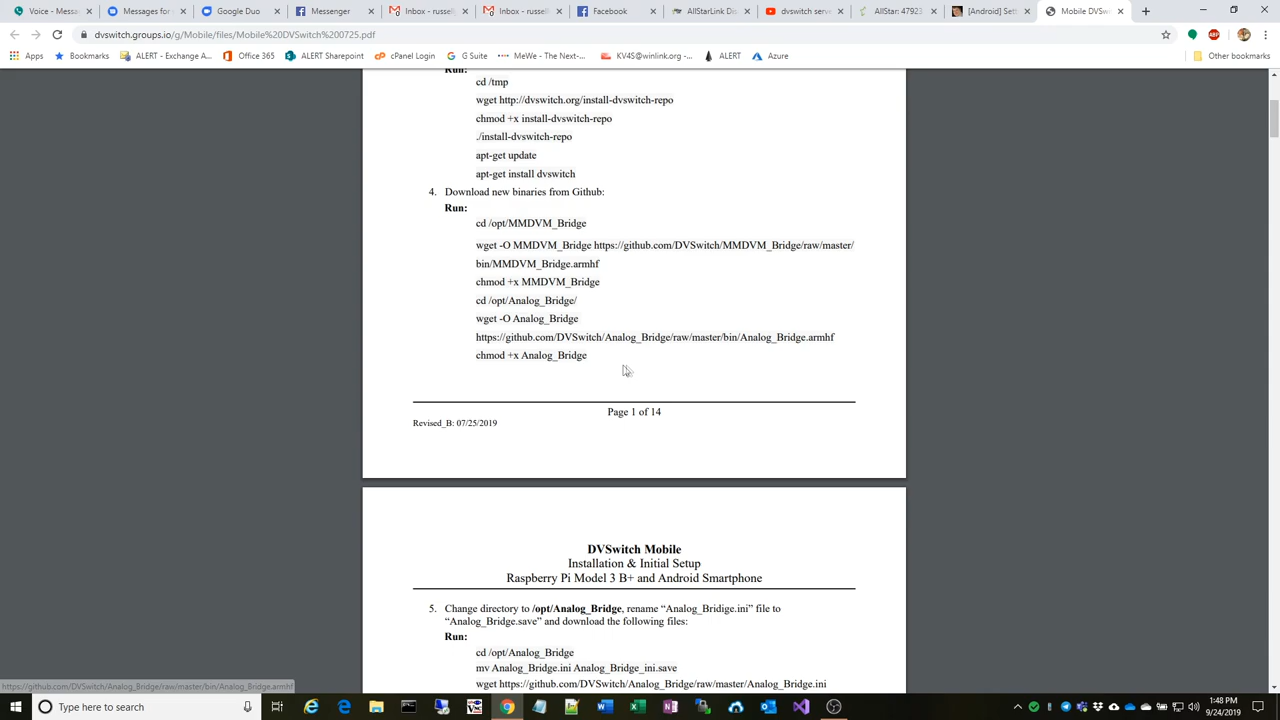 Voice - Messa
Messages for
Google Duo
Messenger
Gmail Inbox - russel
Gmail Inbox - russel
Facebook
AllStarLink Dis
dvswitch serve
AllStar: 47923
[Android] Sett
Mobile DVSw
dvswitch.groups.io/g/Mobile/files/Mobile%20DVSwitch%200725.pdf
Apps
Bookmarks
ALERT - Exchange A...
Office 365
ALERT Sharepoint
cPanel Login
G Suite
MeWe - The Next-...
KV4S@winlink.org -...
ALERT
Azure
Other bookmarks
Run:
cd /tmp
wget http://dvswitch.org/install-dvswitch-repo
chmod +x install-dvswitch-repo
./install-dvswitch-repo
apt-get update
apt-get install dvswitch
4. Download new binaries from Github:
Run:
cd /opt/MMDVM_Bridge
wget -O MMDVM_Bridge https://github.com/DVSwitch/MMDVM_Bridge/raw/master/
bin/MMDVM_Bridge.armhf
chmod +x MMDVM_Bridge
cd /opt/Analog_Bridge/
wget -O Analog_Bridge
https://github.com/DVSwitch/Analog_Bridge/raw/master/bin/Analog_Bridge.armhf
chmod +x Analog_Bridge
Page 1 of 14
Revised_B: 07/25/2019
DVSwitch Mobile
Installation & Initial Setup
Raspberry Pi Model 3 B+ and Android Smartphone
5. Change directory to /opt/Analog_Bridge, rename “Analog_Bridige.ini” file to
“Analog_Bridge.save” and download the following files:
Run:
cd /opt/Analog_Bridge
mv Analog_Bridge.ini Analog_Bridge_ini.save
wget https://github.com/DVSwitch/Analog_Bridge/raw/master/Analog_Bridge.ini
https://github.com/DVSwitch/Analog_Bridge/raw/master/bin/Analog_Bridge.armhf
Type here to search
1:48 PM
9/24/2019